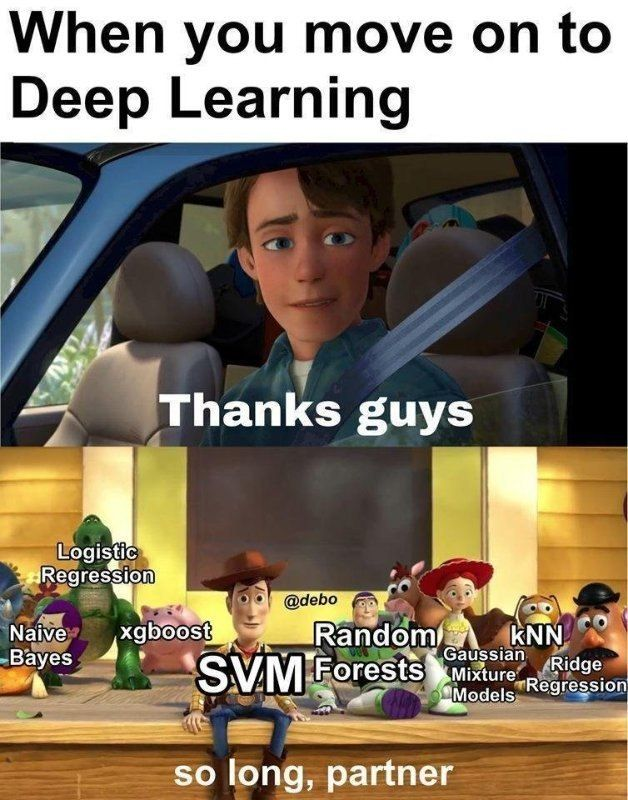 When you move on to
Deep Learning
Thanks guys
Logistic
Regression
@debo
Naive
Bayes
xgboost
SVM
Random
Forests
Gaussian
Mixture
Models
kNN
Ridge
Regression
so long, partner